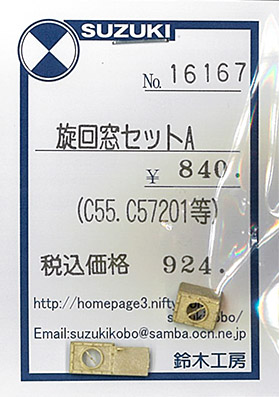 SUZUKI
No. 16167
旋回窓セットA
¥ 840.
(C55. C57201等)
税込価格 924.
http://homepage3.nifty
kobo/
Email:suzukikobo@samba.ocn.ne.jp
鈴木工房